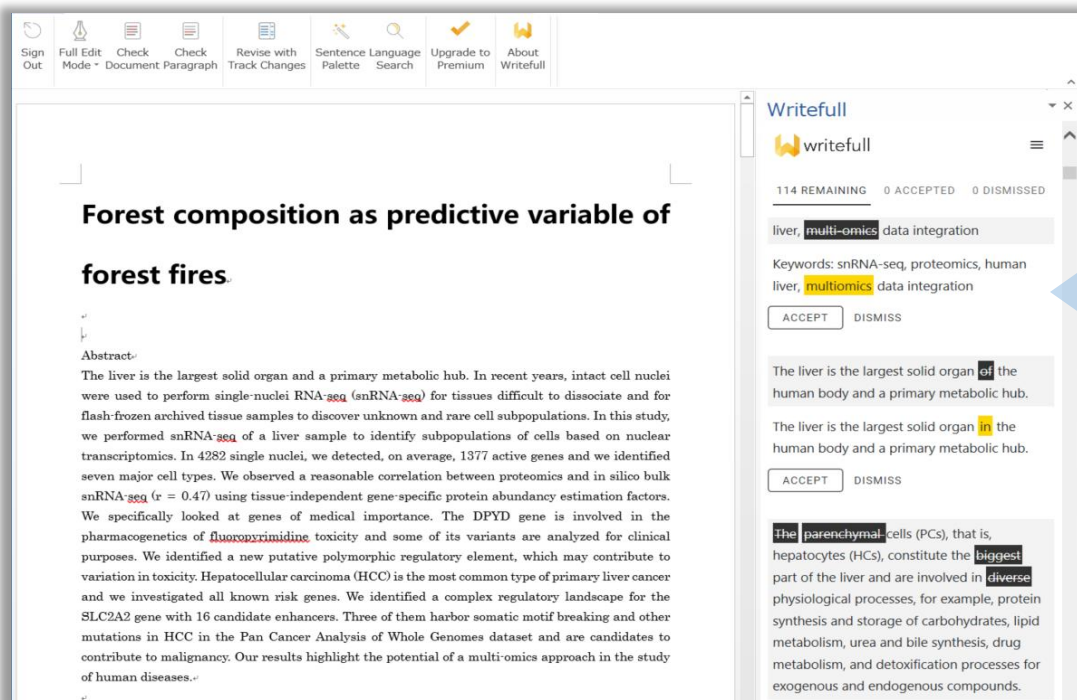 Sign Out
Full Edit Mode
Check Document
Check Paragraph
Revise with Track Changes
Sentence Palette
Language Search
Upgrade to Premium
About Writefull
Forest composition as predictive variable of
forest fires
Abstract
The liver is the largest solid organ and a primary metabolic hub. In recent years, intact cell nuclei
were used to perform single-nuclei RNA-seq (snRNA-seq) for tissues difficult to dissociate and for
flash-frozen archived tissue samples to discover unknown and rare cell subpopulations. In this study,
we performed snRNA-seq of a liver sample to identify subpopulations of cells based on nuclear
transcriptomics. In 4282 single nuclei, we detected, on average, 1377 active genes and we identified
seven major cell types. We observed a reasonable correlation between proteomics and in silico bulk
snRNA-seq (r = 0.47) using tissue-independent gene-specific protein abundancy estimation factors.
We specifically looked at genes of medical importance. The DPYD gene is involved in the
pharmacogenetics of fluoropyrimidine toxicity and some of its variants are analyzed for clinical
purposes. We identified a new putative polymorphic regulatory element, which may contribute to
variation in toxicity. Hepatocellular carcinoma (HCC) is the most common type of primary liver cancer
and we investigated all known risk genes. We identified a complex regulatory landscape for the
SLC2A2 gene with 16 candidate enhancers. Three of them harbor somatic motif breaking and other
mutations in HCC in the Pan Cancer Analysis of Whole Genomes dataset and are candidates to
contribute to malignancy. Our results highlight the potential of a multi-omics approach in the study
of human diseases.
Writefull
writefull
114 REMAINING 0 ACCEPTED 0 DISMISSED
liver, multi-omics data integration
Keywords: snRNA-seq, proteomics, human
liver, multiomics data integration
ACCEPT DISMISS
The liver is the largest solid organ of the
human body and a primary metabolic hub.
The liver is the largest solid organ in the
human body and a primary metabolic hub.
ACCEPT DISMISS
The parenchymal cells (PCs), that is,
hepatocytes (HCs), constitute the biggest
part of the liver and are involved in diverse
physiological processes, for example, protein
synthesis and storage of carbohydrates, lipid
metabolism, urea and bile synthesis, drug
metabolism, and detoxification processes for
exogenous and endogenous compounds.